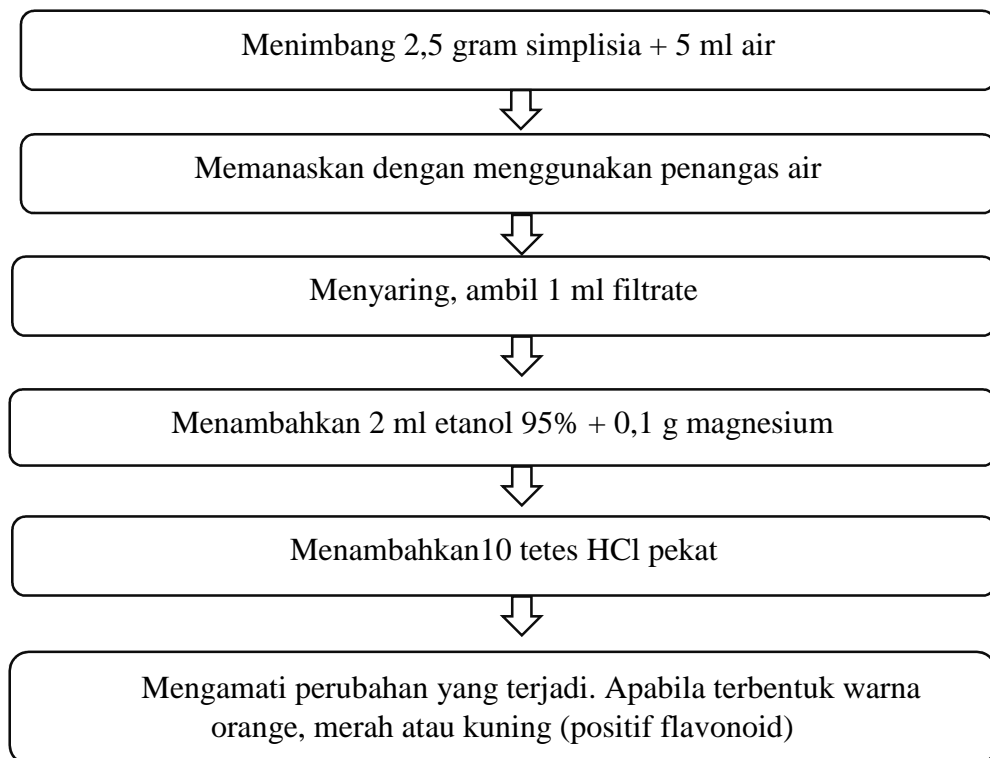 Menimbang 2,5 gram simplisia + 5 ml air
Memanaskan dengan menggunakan penangas air
Menyaring, ambil 1 ml filtrate
Menambahkan 2 ml etanol 95% + 0,1 g magnesium
Menambahkan10 tetes HCl pekat
Mengamati perubahan yang terjadi. Apabila terbentuk warna
orange, merah atau kuning (positif flavonoid)